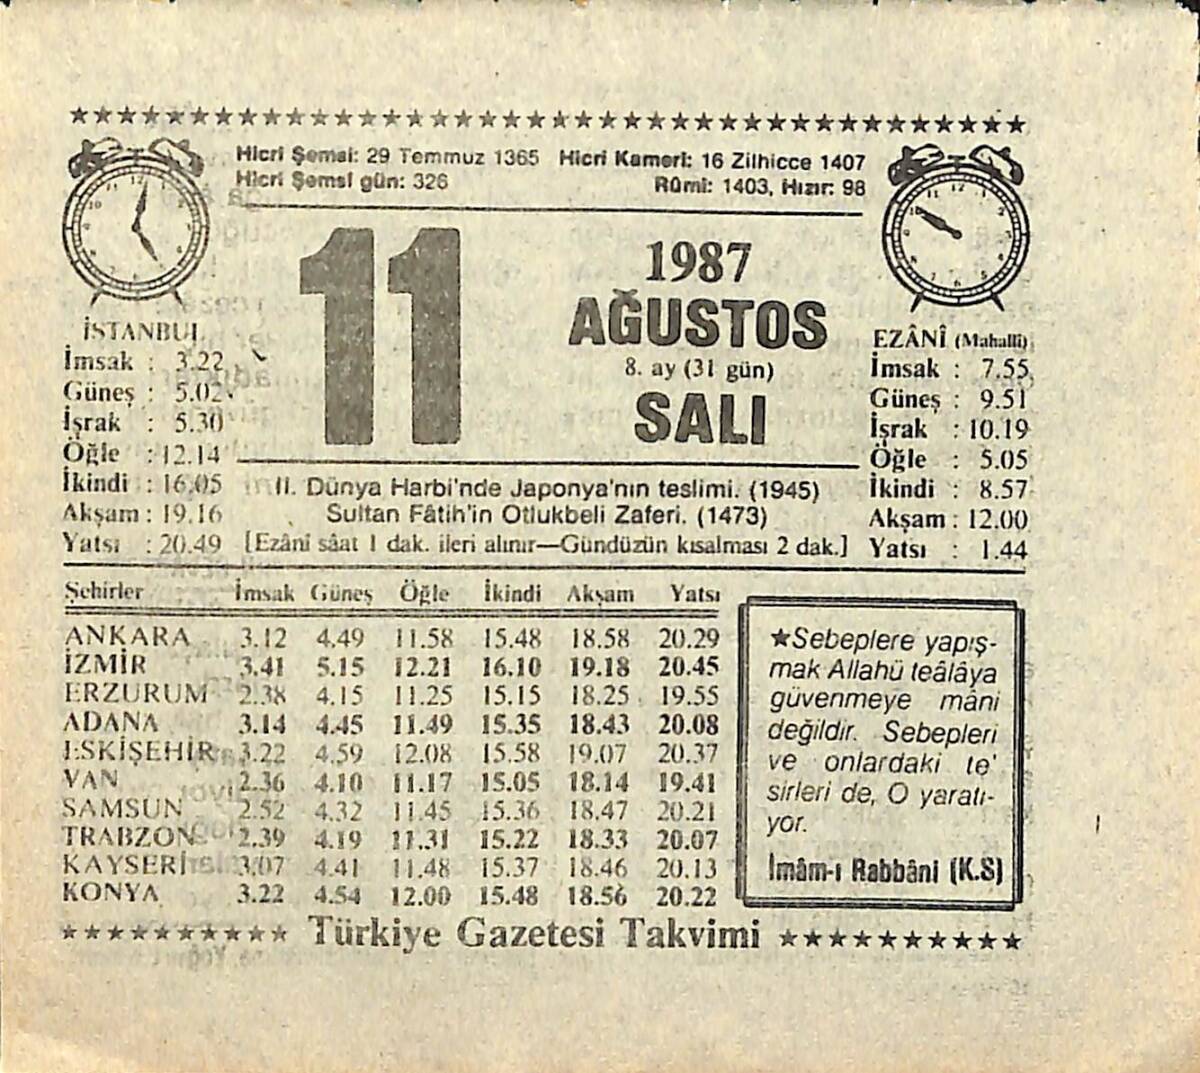 Hicri Şemsi: 29 Temmuz 1365 Hicri Kameri: 16 Zilhicce 1407
Hicri Şemsi gün: 326 Rûmi: 1403, Hızır: 98
11
1987
AĞUSTOS
8. ay (31 gün)
SALI
İSTANBUL
İmsak : 3.22
Güneş : 5.02
İşrak : 5.30
Öğle : 12.14
İkindi : 16.05
Akşam : 19.16
Yatsı : 20.49
EZÂNÎ (Mahallî)
İmsak : 7.55
Güneş : 9.51
İşrak : 10.19
Öğle : 5.05
İkindi : 8.57
Akşam : 12.00
Yatsı : 1.44
II. Dünya Harbi'nde Japonya'nın teslimi. (1945)
Sultan Fâtih'in Otlukbeli Zaferi. (1473)
[Ezânî sâat 1 dak. ileri alınır—Gündüzün kısalması 2 dak.]
Şehirler İmsak Güneş Öğle İkindi Akşam Yatsı
ANKARA 3.12 4.49 11.58 15.48 18.58 20.29
İZMİR 3.41 5.15 12.21 16.10 19.18 20.45
ERZURUM 2.38 4.15 11.25 15.15 18.25 19.55
ADANA 3.14 4.45 11.49 15.35 18.43 20.08
ESKİŞEHİR 3.22 4.59 12.08 15.58 19.07 20.37
VAN 2.36 4.10 11.17 15.05 18.14 19.41
SAMSUN 2.52 4.32 11.45 15.36 18.47 20.21
TRABZON 2.39 4.19 11.31 15.22 18.33 20.07
KAYSERİ 3.07 4.41 11.48 15.37 18.46 20.13
KONYA 3.22 4.54 12.00 15.48 18.56 20.22
★Sebeplere yapış-
mak Allahü teâlâya
güvenmeye mâni
değildir. Sebepleri
ve onlardaki te'
sirleri de, O yaratı-
yor.
İmâm-ı Rabbâni (K.S)
Türkiye Gazetesi Takvimi